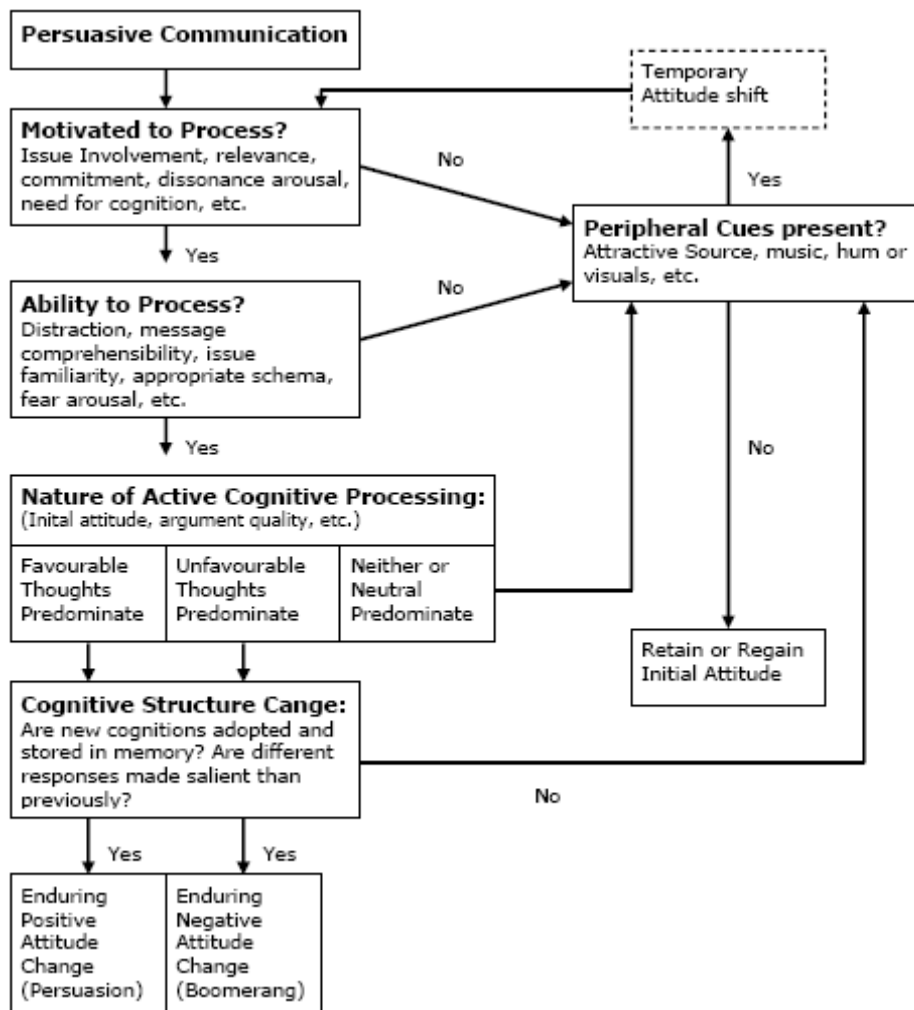 Persuasive Communication
Temporary
Attitude shift
Motivated to Process?
Issue Involvement, relevance,
commitment, dissonance arousal,
need for cognition, etc.
No
Yes
Peripheral Cues present?
Attractive Source, music, hum or
visuals, etc.
Yes
No
Ability to Process?
Distraction, message
comprehensibility, issue
familiarity, appropriate schema,
fear arousal, etc.
Yes
No
Nature of Active Cognitive Processing:
(Inital attitude, argument quality, etc.)
Favourable
Thoughts
Predominate
Unfavourable
Thoughts
Predominate
Neither or
Neutral
Predominate
Retain or Regain
Initial Attitude
Cognitive Structure Cange:
Are new cognitions adopted and
stored in memory? Are different
responses made salient than
previously?
No
Yes
Yes
Enduring
Positive
Attitude
Change
(Persuasion)
Enduring
Negative
Attitude
Change
(Boomerang)